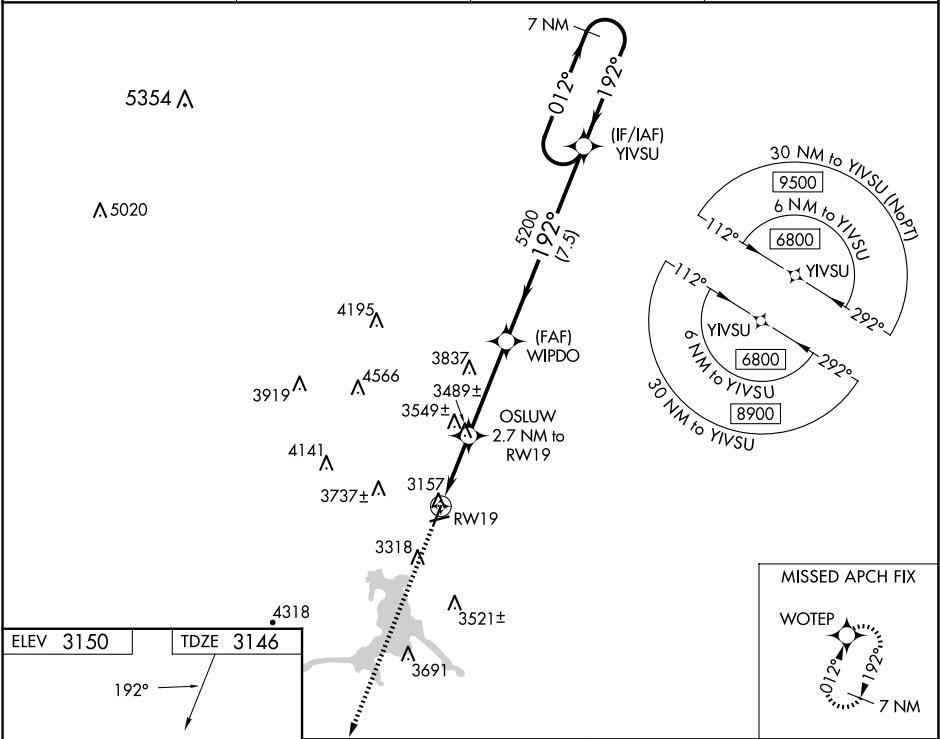 7 NM
012°
192°
(IF/IAF)
YIVSU
5354
5020
5200
192°
(7.5)
30 NM to YIVSU (NoPT)
9500
6 NM to YIVSU
6800
112°
YIVSU
292°
112°
YIVSU
292°
6800
6 NM to YIVSU
8900
30 NM to YIVSU
4195
(FAF)
WIPDO
3837
3919
4566
3489±
3549±
OSLUW
2.7 NM to
RW19
4141
3737±
3157
RW19
3318
3521±
4318
3691
ELEV 3150
TDZE 3146
192°
MISSED APCH FIX
WOTEP
012°
192°
7 NM